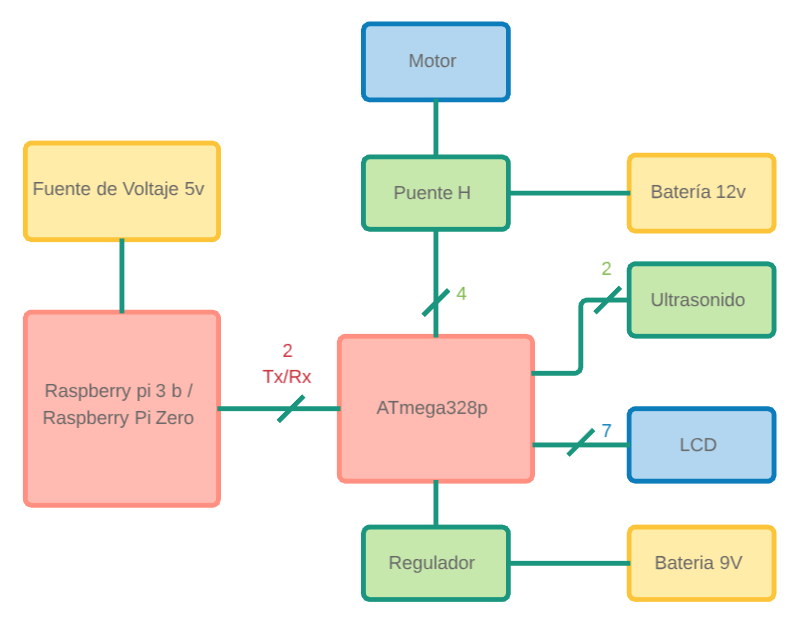 Motor
Fuente de Voltaje 5v
Puente H
Batería 12v
4
2
Ultrasonido
2
Tx/Rx
Raspberry pi 3 b /
Raspberry Pi Zero
ATmega328p
7
LCD
Regulador
Bateria 9V